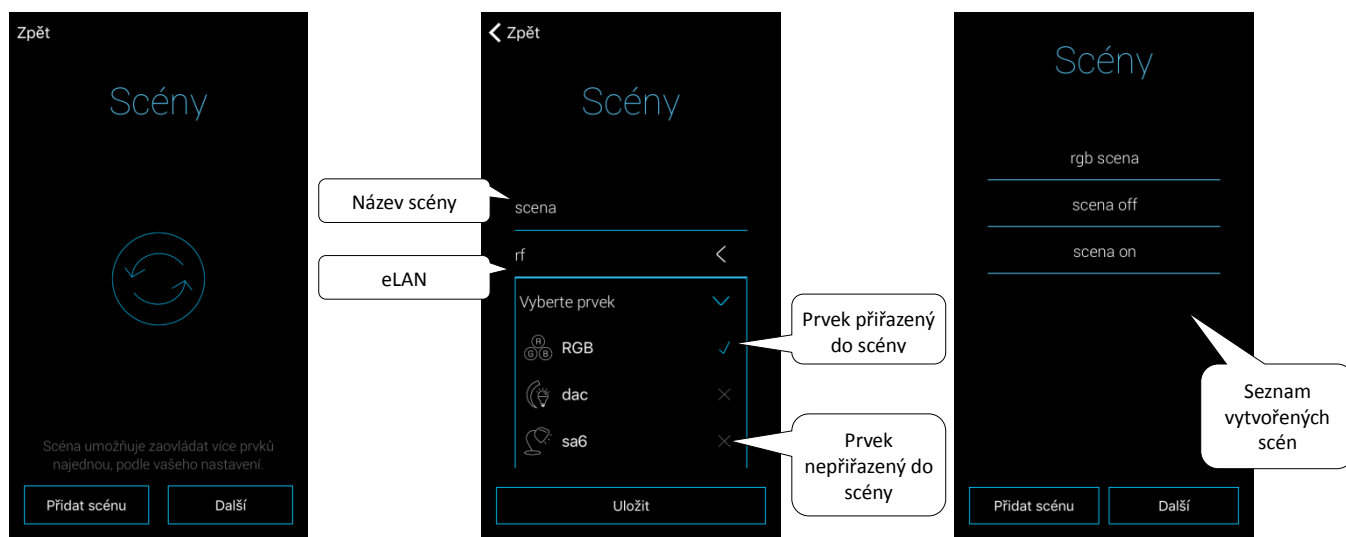 Zpět
Scény
Scéna umožňuje zaovládat více prvků
najednou, podle vašeho nastavení.
Přidat scénu
Další
Název scény
eLAN
Zpět
Scény
scena
rf
Vyberte prvek
R
G B
RGB
dac
sa6
Uložit
Prvek přiřazený
do scény
Prvek
nepřiřazený do
scény
Scény
rgb scena
scena off
scena on
Přidat scénu
Další
Seznam
vytvořených
scén